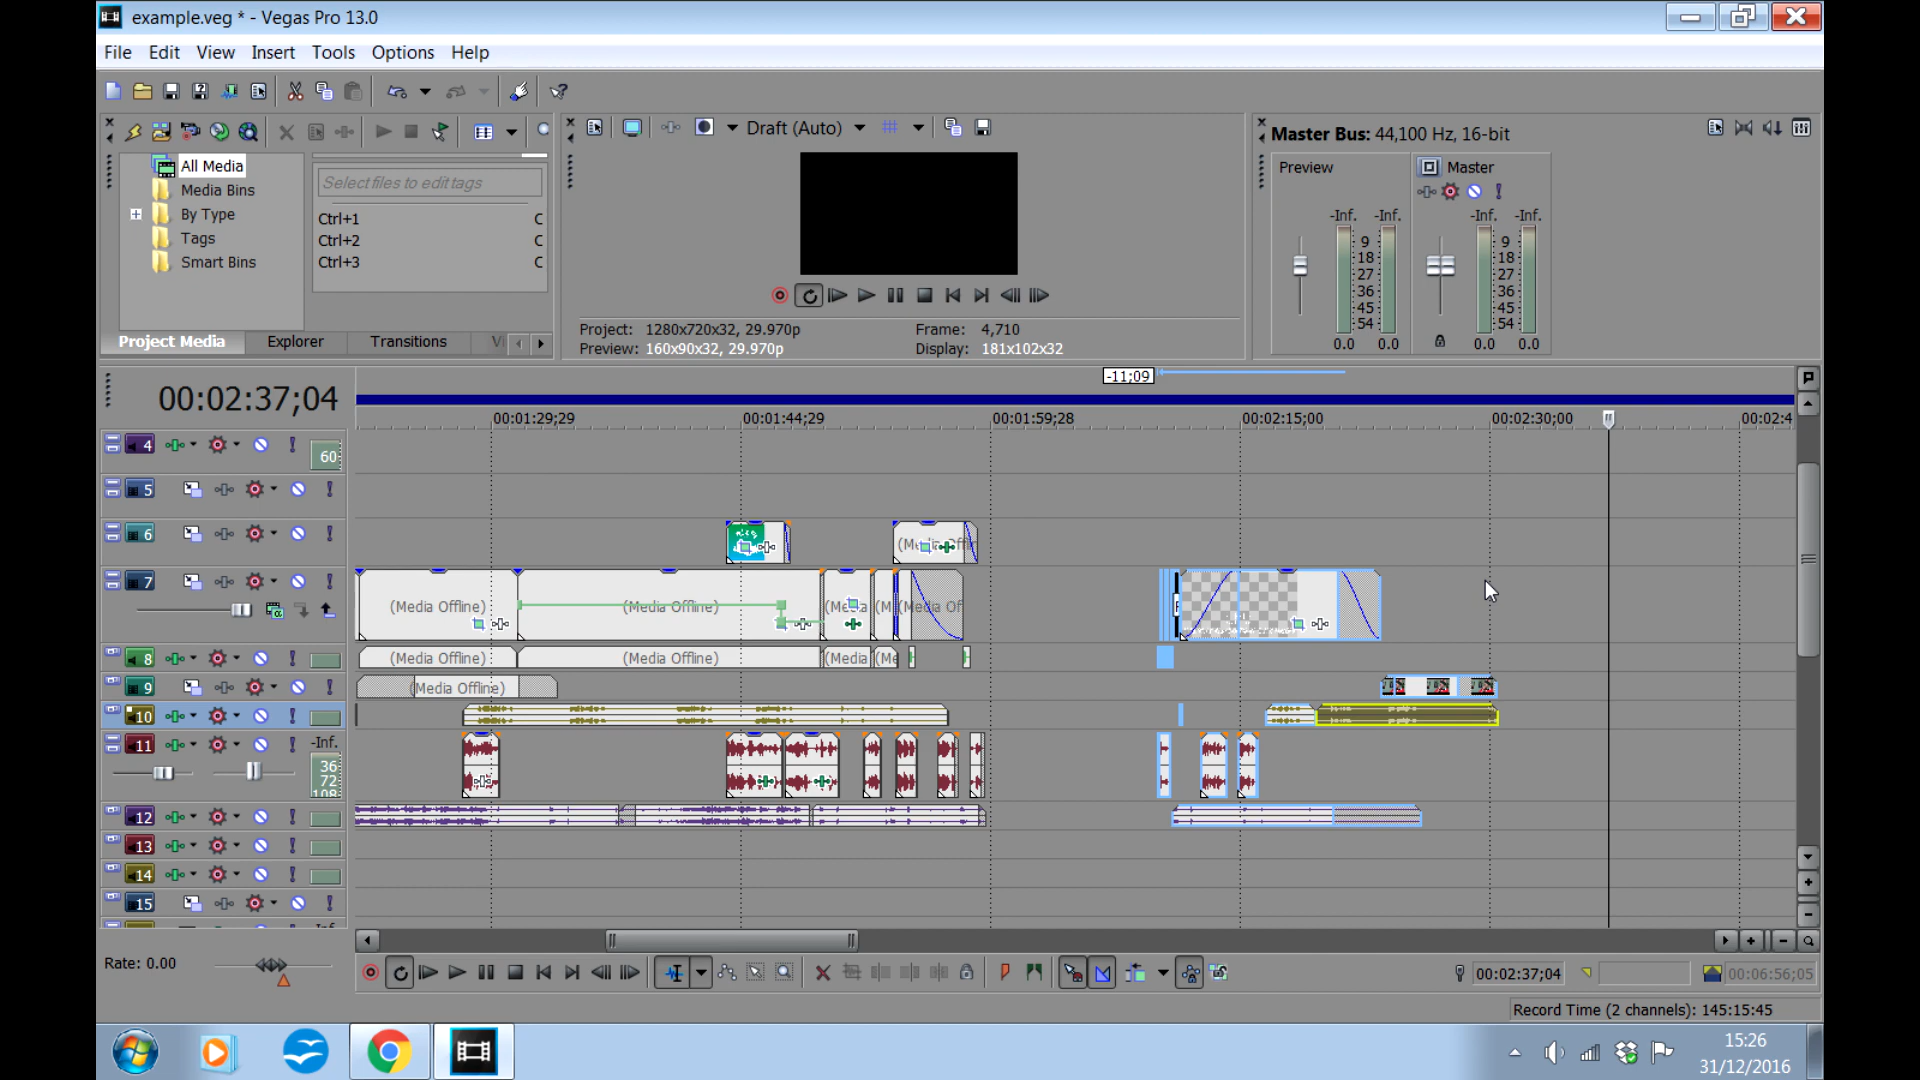 example.veg * - Vegas Pro 13.0
File Edit View Insert Tools Options Help
All Media
Media Bins
By Type
Tags
Smart Bins
Select files to edit tags
Ctrl+1 C
Ctrl+2 C
Ctrl+3 C
Project Media Explorer Transitions
Draft (Auto)
Project: 1280x720x32, 29.970p
Preview: 160x90x32, 29.970p
Frame: 4,710
Display: 181x102x32
Master Bus: 44,100 Hz, 16-bit
Preview Master
-Inf. -Inf. -Inf. -Inf.
9 9
18 18
27 27
36 36
45 45
54 54
0.0 0.0 0.0 0.0
-11;09
00:02:37;04
00:01:29;29 00:01:44;29 00:01:59;28 00:02:15;00 00:02:30;00 00:02:4
4 60
5
6
7 (Media Offline) (Media Offline)
8 (Media Offline) (Media Offline) (Media (Me
9 (Media Offline)
10
11 -Inf.
36
72
108
12
13
14
15
Rate: 0.00
00:02:37;04 00:06:56;05
Record Time (2 channels): 145:15:45
15:26
31/12/2016